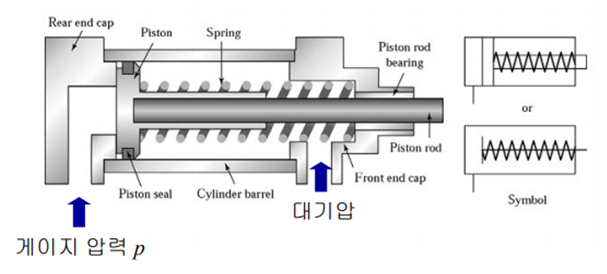 Rear end cap
Piston
Spring
Piston rod
bearing
Piston rod
or
Piston seal
Cylinder barrel
Front end cap
Symbol
대기압
게이지 압력 p